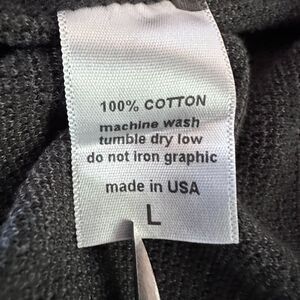 100% COTTON
machine wash
tumble dry low
do not iron graphic
made in USA
L